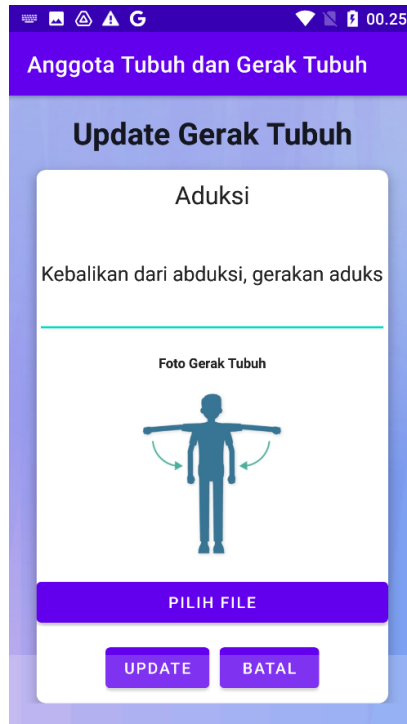 00.25
Anggota Tubuh dan Gerak Tubuh
Update Gerak Tubuh
Aduksi
Kebalikan dari abduksi, gerakan aduks
Foto Gerak Tubuh
PILIH FILE
UPDATE
BATAL